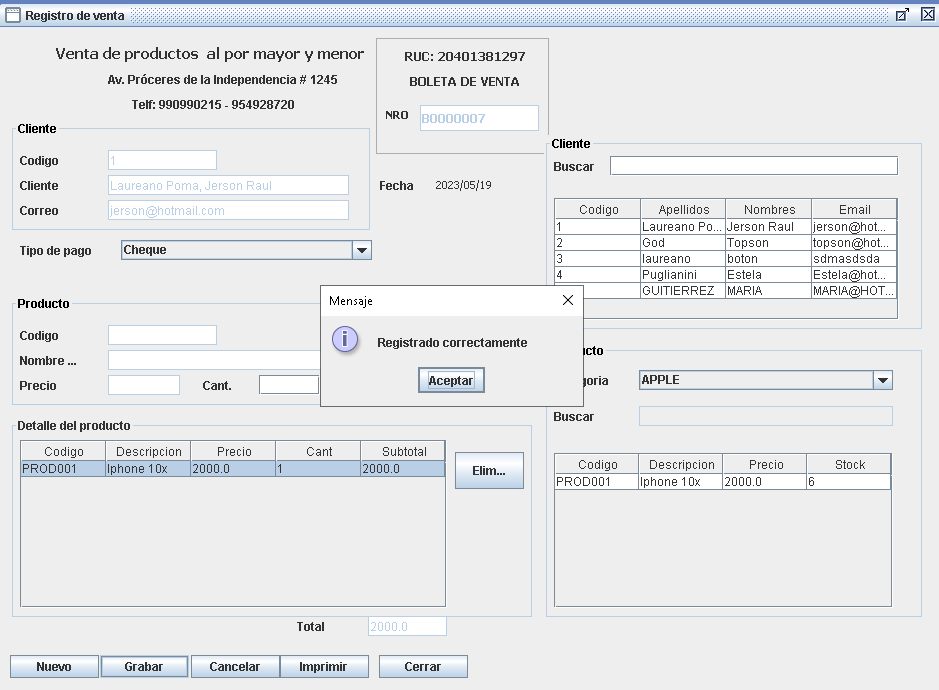 Registro de venta
Venta de productos al por mayor y menor
Av. Próceres de la Independencia # 1245
Telf: 990990215 - 954928720
RUC: 20401381297
BOLETA DE VENTA
NRO B0000007
Cliente
Codigo 1
Cliente Laureano Poma, Jerson Raul
Correo jerson@hotmail.com
Fecha 2023/05/19
Tipo de pago Cheque
Cliente
Buscar
Codigo Apellidos Nombres Email
1 Laureano Po... Jerson Raul jerson@hot...
2 God Topson topson@hot...
3 laureano boton sdmasdsda
4 Puglianini Estela Estela@hot...
GUITIERREZ MARIA MARIA@HOT...
Producto
Codigo
Nombre ...
Precio Cant.
Mensaje
Registrado correctamente
Aceptar
ucto
goria APPLE
Buscar
Codigo Descripcion Precio Stock
PROD001 Iphone 10x 2000.0 6
Detalle del producto
Codigo Descripcion Precio Cant Subtotal
PROD001 Iphone 10x 2000.0 1 2000.0
Elim...
Total 2000.0
Nuevo Grabar Cancelar Imprimir Cerrar